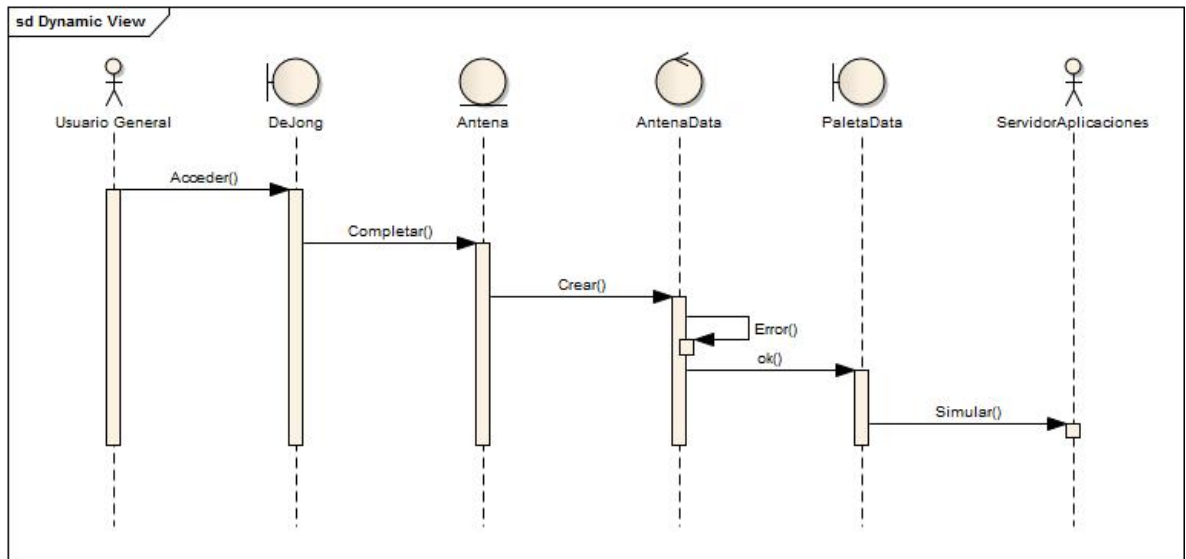 sd Dynamic View
Usuario General
DeJong
Antena
AntenaData
PaletaData
ServidorAplicaciones
Acceder()
Completar()
Crear()
Error()
ok()
Simular()